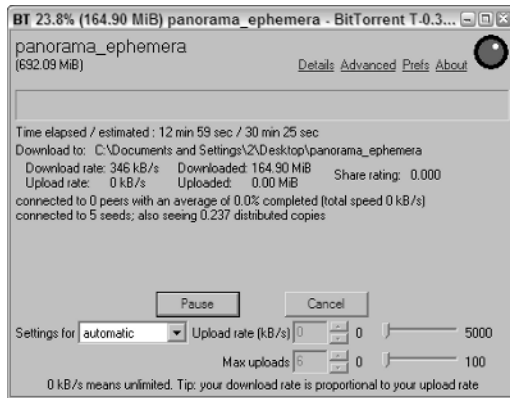 BT 23.8% (164.90 MiB) panorama_ephemera - BitTorrent T-0.3...
panorama_ephemera
(692.09 MiB)
Details Advanced Prefs About
Time elapsed / estimated : 12 min 59 sec / 30 min 25 sec
Download to: C:\Documents and Settings\2\Desktop\panorama_ephemera
Download rate: 346 kB/s Downloaded: 164.90 MiB Share rating: 0.000
Upload rate: 0 kB/s Uploaded: 0.00 MiB
connected to 0 peers with an average of 0.0% completed (total speed 0 kB/s)
connected to 5 seeds; also seeing 0.237 distributed copies
Pause Cancel
Settings for automatic Upload rate (kB/s) 0 0 5000
Max uploads 6 0 100
0 kB/s means unlimited. Tip: your download rate is proportional to your upload rate